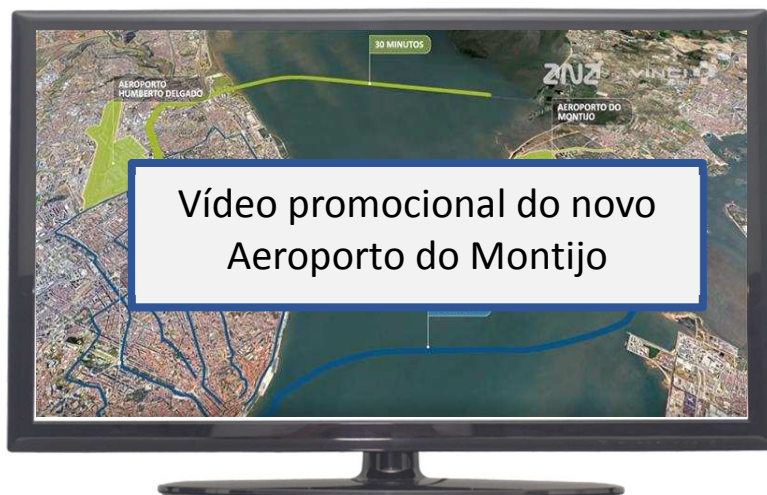 30 MINUTOS
ANA
VINCI
AEROPORTO
HUMBERTO DELGADO
AEROPORTO DO
MONTIJO
Vídeo promocional do novo
Aeroporto do Montijo